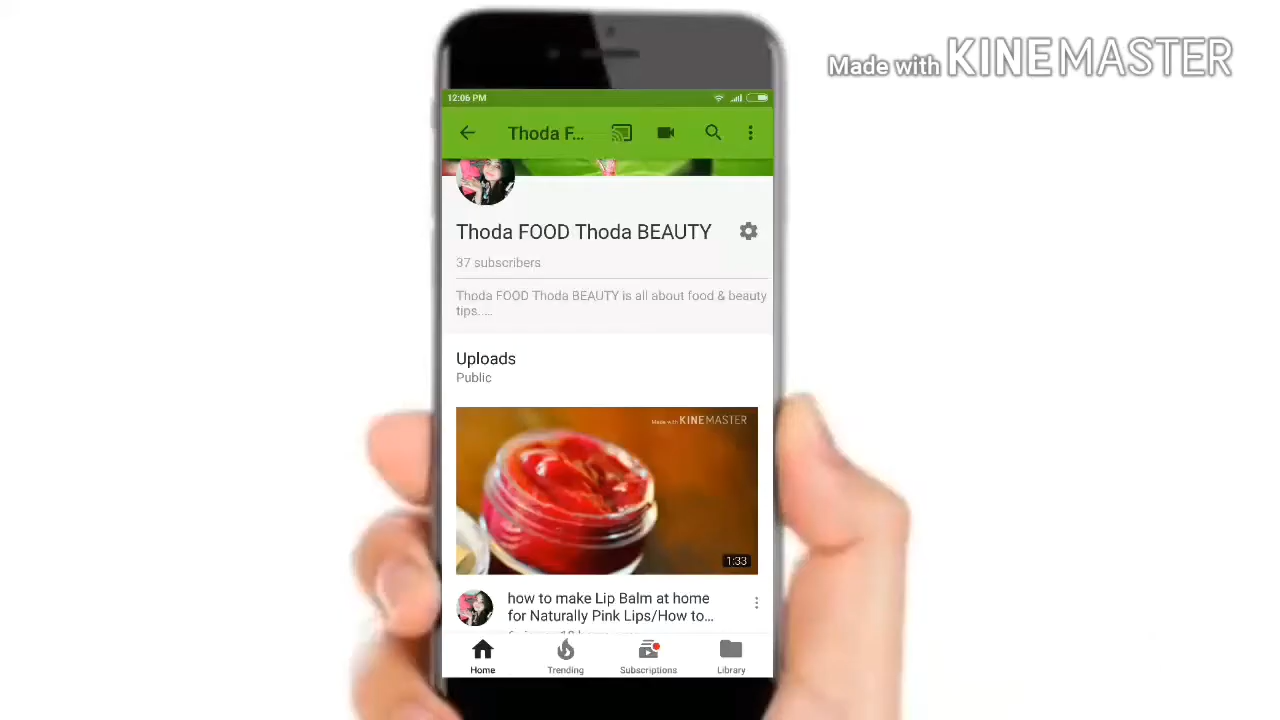 Made with KINEMASTER
12:06 PM
Thoda F...
Thoda FOOD Thoda BEAUTY
37 subscribers
Thoda FOOD Thoda BEAUTY is all about food & beauty
tips.…
Uploads
Public
Made with KINEMASTER
1:33
how to make Lip Balm at home
for Naturally Pink Lips/How to...
Home
Trending
Subscriptions
Library